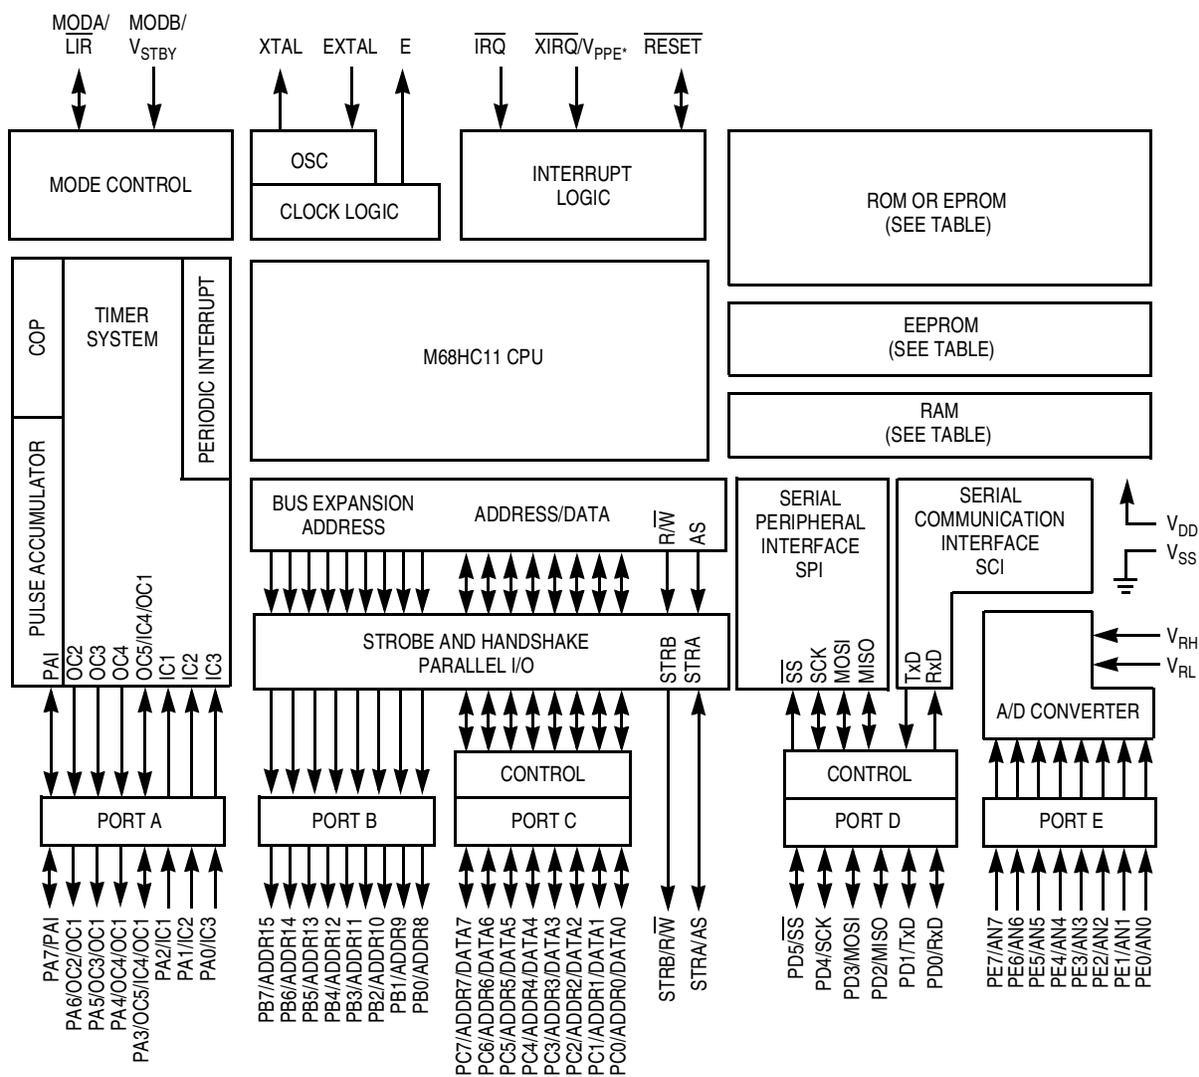 MODA/
LIR
MODB/
VSTBY
XTAL
EXTAL
E
IRQ
XIRQ/VPPE*
RESET
MODE CONTROL
OSC
CLOCK LOGIC
INTERRUPT
LOGIC
ROM OR EPROM
(SEE TABLE)
COP
TIMER
SYSTEM
PERIODIC INTERRUPT
M68HC11 CPU
EEPROM
(SEE TABLE)
RAM
(SEE TABLE)
PULSE ACCUMULATOR
PAI
OC2
OC3
OC4
OC5/IC4/OC1
IC1
IC2
IC3
BUS EXPANSION
ADDRESS
ADDRESS/DATA
R/W
AS
STROBE AND HANDSHAKE
PARALLEL I/O
STRB
STRA
SERIAL
PERIPHERAL
INTERFACE
SPI
SS
SCK
MOSI
MISO
SERIAL
COMMUNICATION
INTERFACE
SCI
TxD
RxD
VDD
VSS
VRH
VRL
A/D CONVERTER
CONTROL
CONTROL
PORT A
PORT B
PORT C
PORT D
PORT E
PA7/PAI
PA6/OC2/OC1
PA5/OC3/OC1
PA4/OC4/OC1
PA3/OC5/IC4/OC1
PA2/IC1
PA1/IC2
PA0/IC3
PB7/ADDR15
PB6/ADDR14
PB5/ADDR13
PB4/ADDR12
PB3/ADDR11
PB2/ADDR10
PB1/ADDR9
PB0/ADDR8
PC7/ADDR7/DATA7
PC6/ADDR6/DATA6
PC5/ADDR5/DATA5
PC4/ADDR4/DATA4
PC3/ADDR3/DATA3
PC2/ADDR2/DATA2
PC1/ADDR1/DATA1
PC0/ADDR0/DATA0
STRB/R/W
STRA/AS
PD5/SS
PD4/SCK
PD3/MOSI
PD2/MISO
PD1/TxD
PD0/RxD
PE7/AN7
PE6/AN6
PE5/AN5
PE4/AN4
PE3/AN3
PE2/AN2
PE1/AN1
PE0/AN0